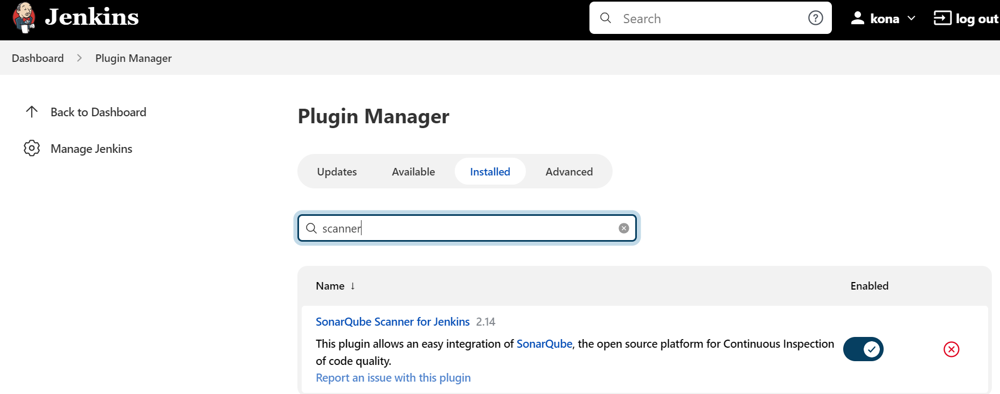 Jenkins
Search
kona
log out
Dashboard
Plugin Manager
Back to Dashboard
Manage Jenkins
Plugin Manager
Updates
Available
Installed
Advanced
scanner
Name ↓
Enabled
SonarQube Scanner for Jenkins 2.14
This plugin allows an easy integration of SonarQube, the open source platform for Continuous Inspection
of code quality.
Report an issue with this plugin